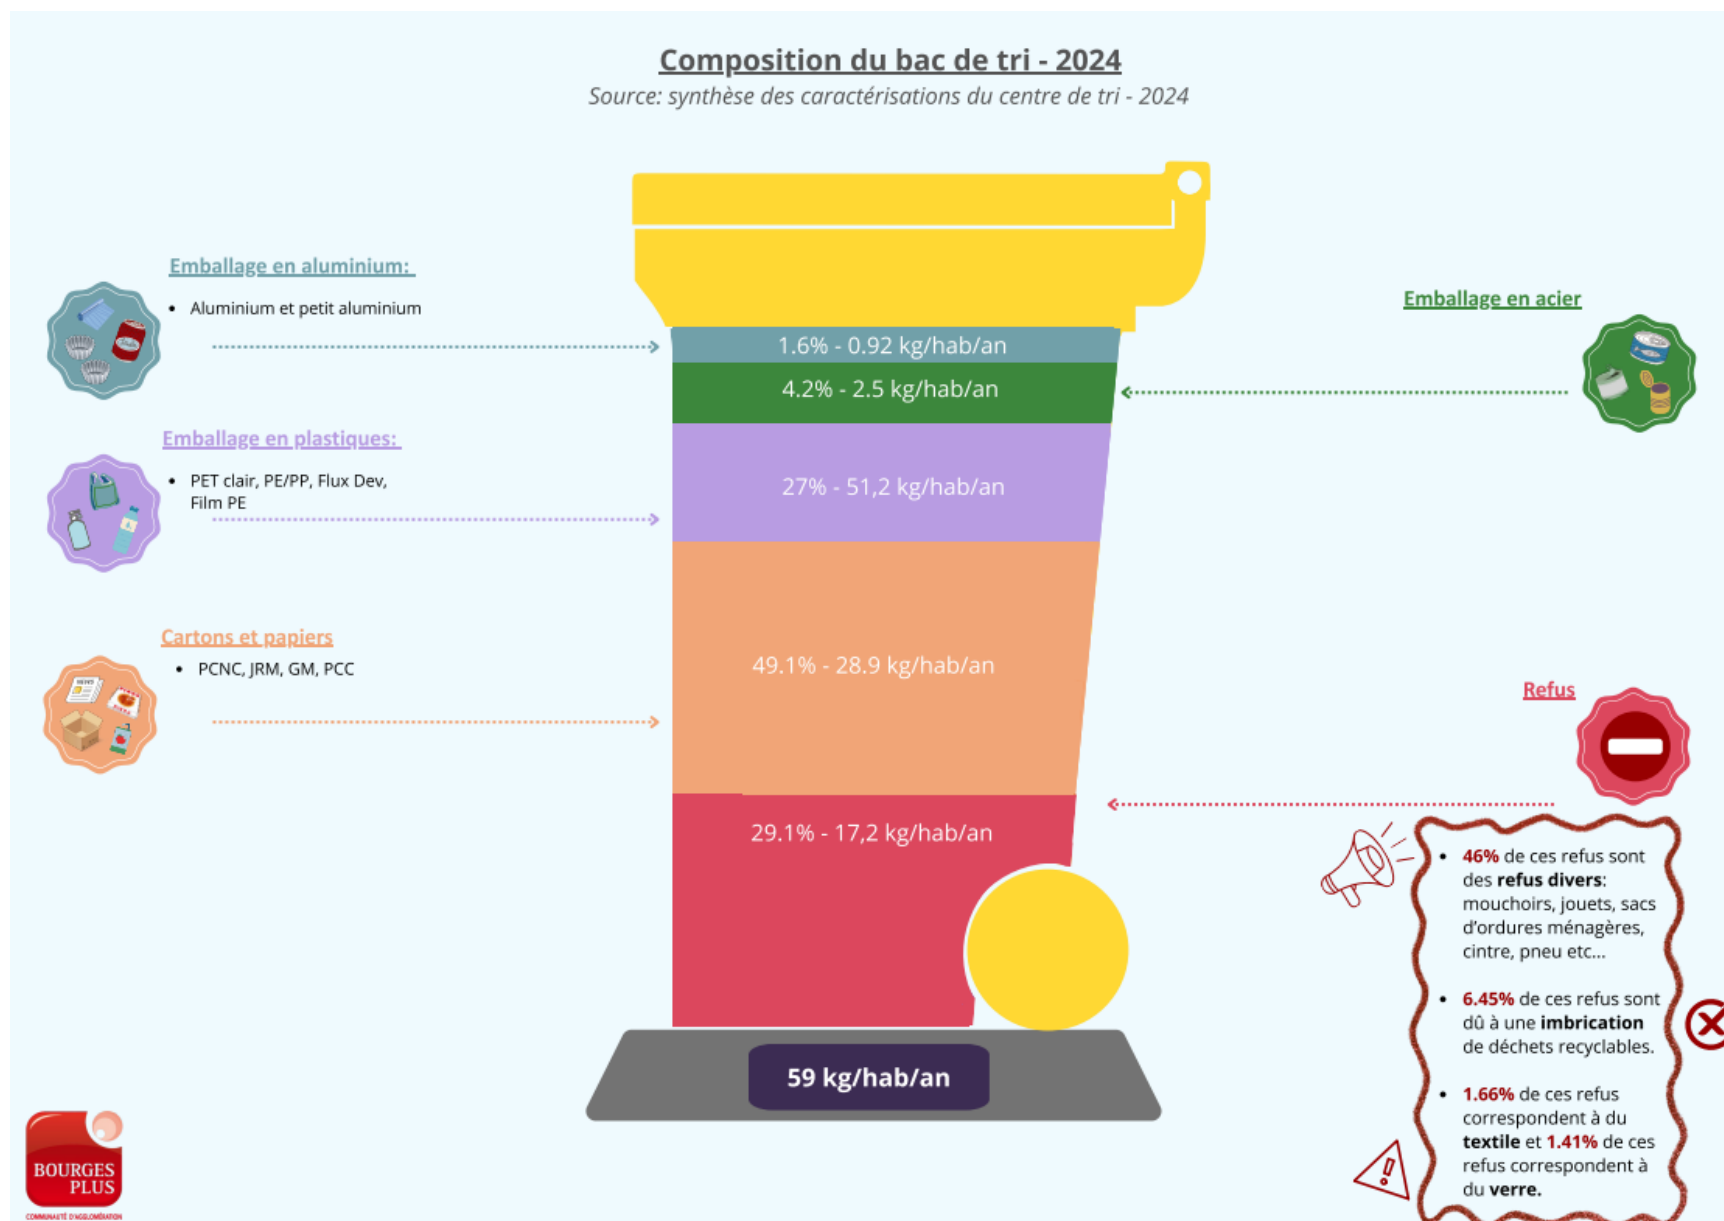 Composition du bac de tri - 2024
Source: synthèse des caractérisations du centre de tri - 2024
Emballage en aluminium:
• Aluminium et petit aluminium
1.6% - 0.92 kg/hab/an
Emballage en acier
4.2% - 2.5 kg/hab/an
Emballage en plastiques:
• PET clair, PE/PP, Flux Dev,
Film PE
27% - 51,2 kg/hab/an
Cartons et papiers
• PCNC, JRM, GM, PCC
49.1% - 28.9 kg/hab/an
Refus
29.1% - 17,2 kg/hab/an
• 46% de ces refus sont
des refus divers:
mouchoirs, jouets, sacs
d'ordures ménagères,
cintre, pneu etc...
• 6.45% de ces refus sont
dû à une imbrication
de déchets recyclables.
• 1.66% de ces refus
correspondent à du
textile et 1.41% de ces
refus correspondent à
du verre.
59 kg/hab/an
BOURGES
PLUS
COMMUNAUTÉ D'AGGLOMÉRATION